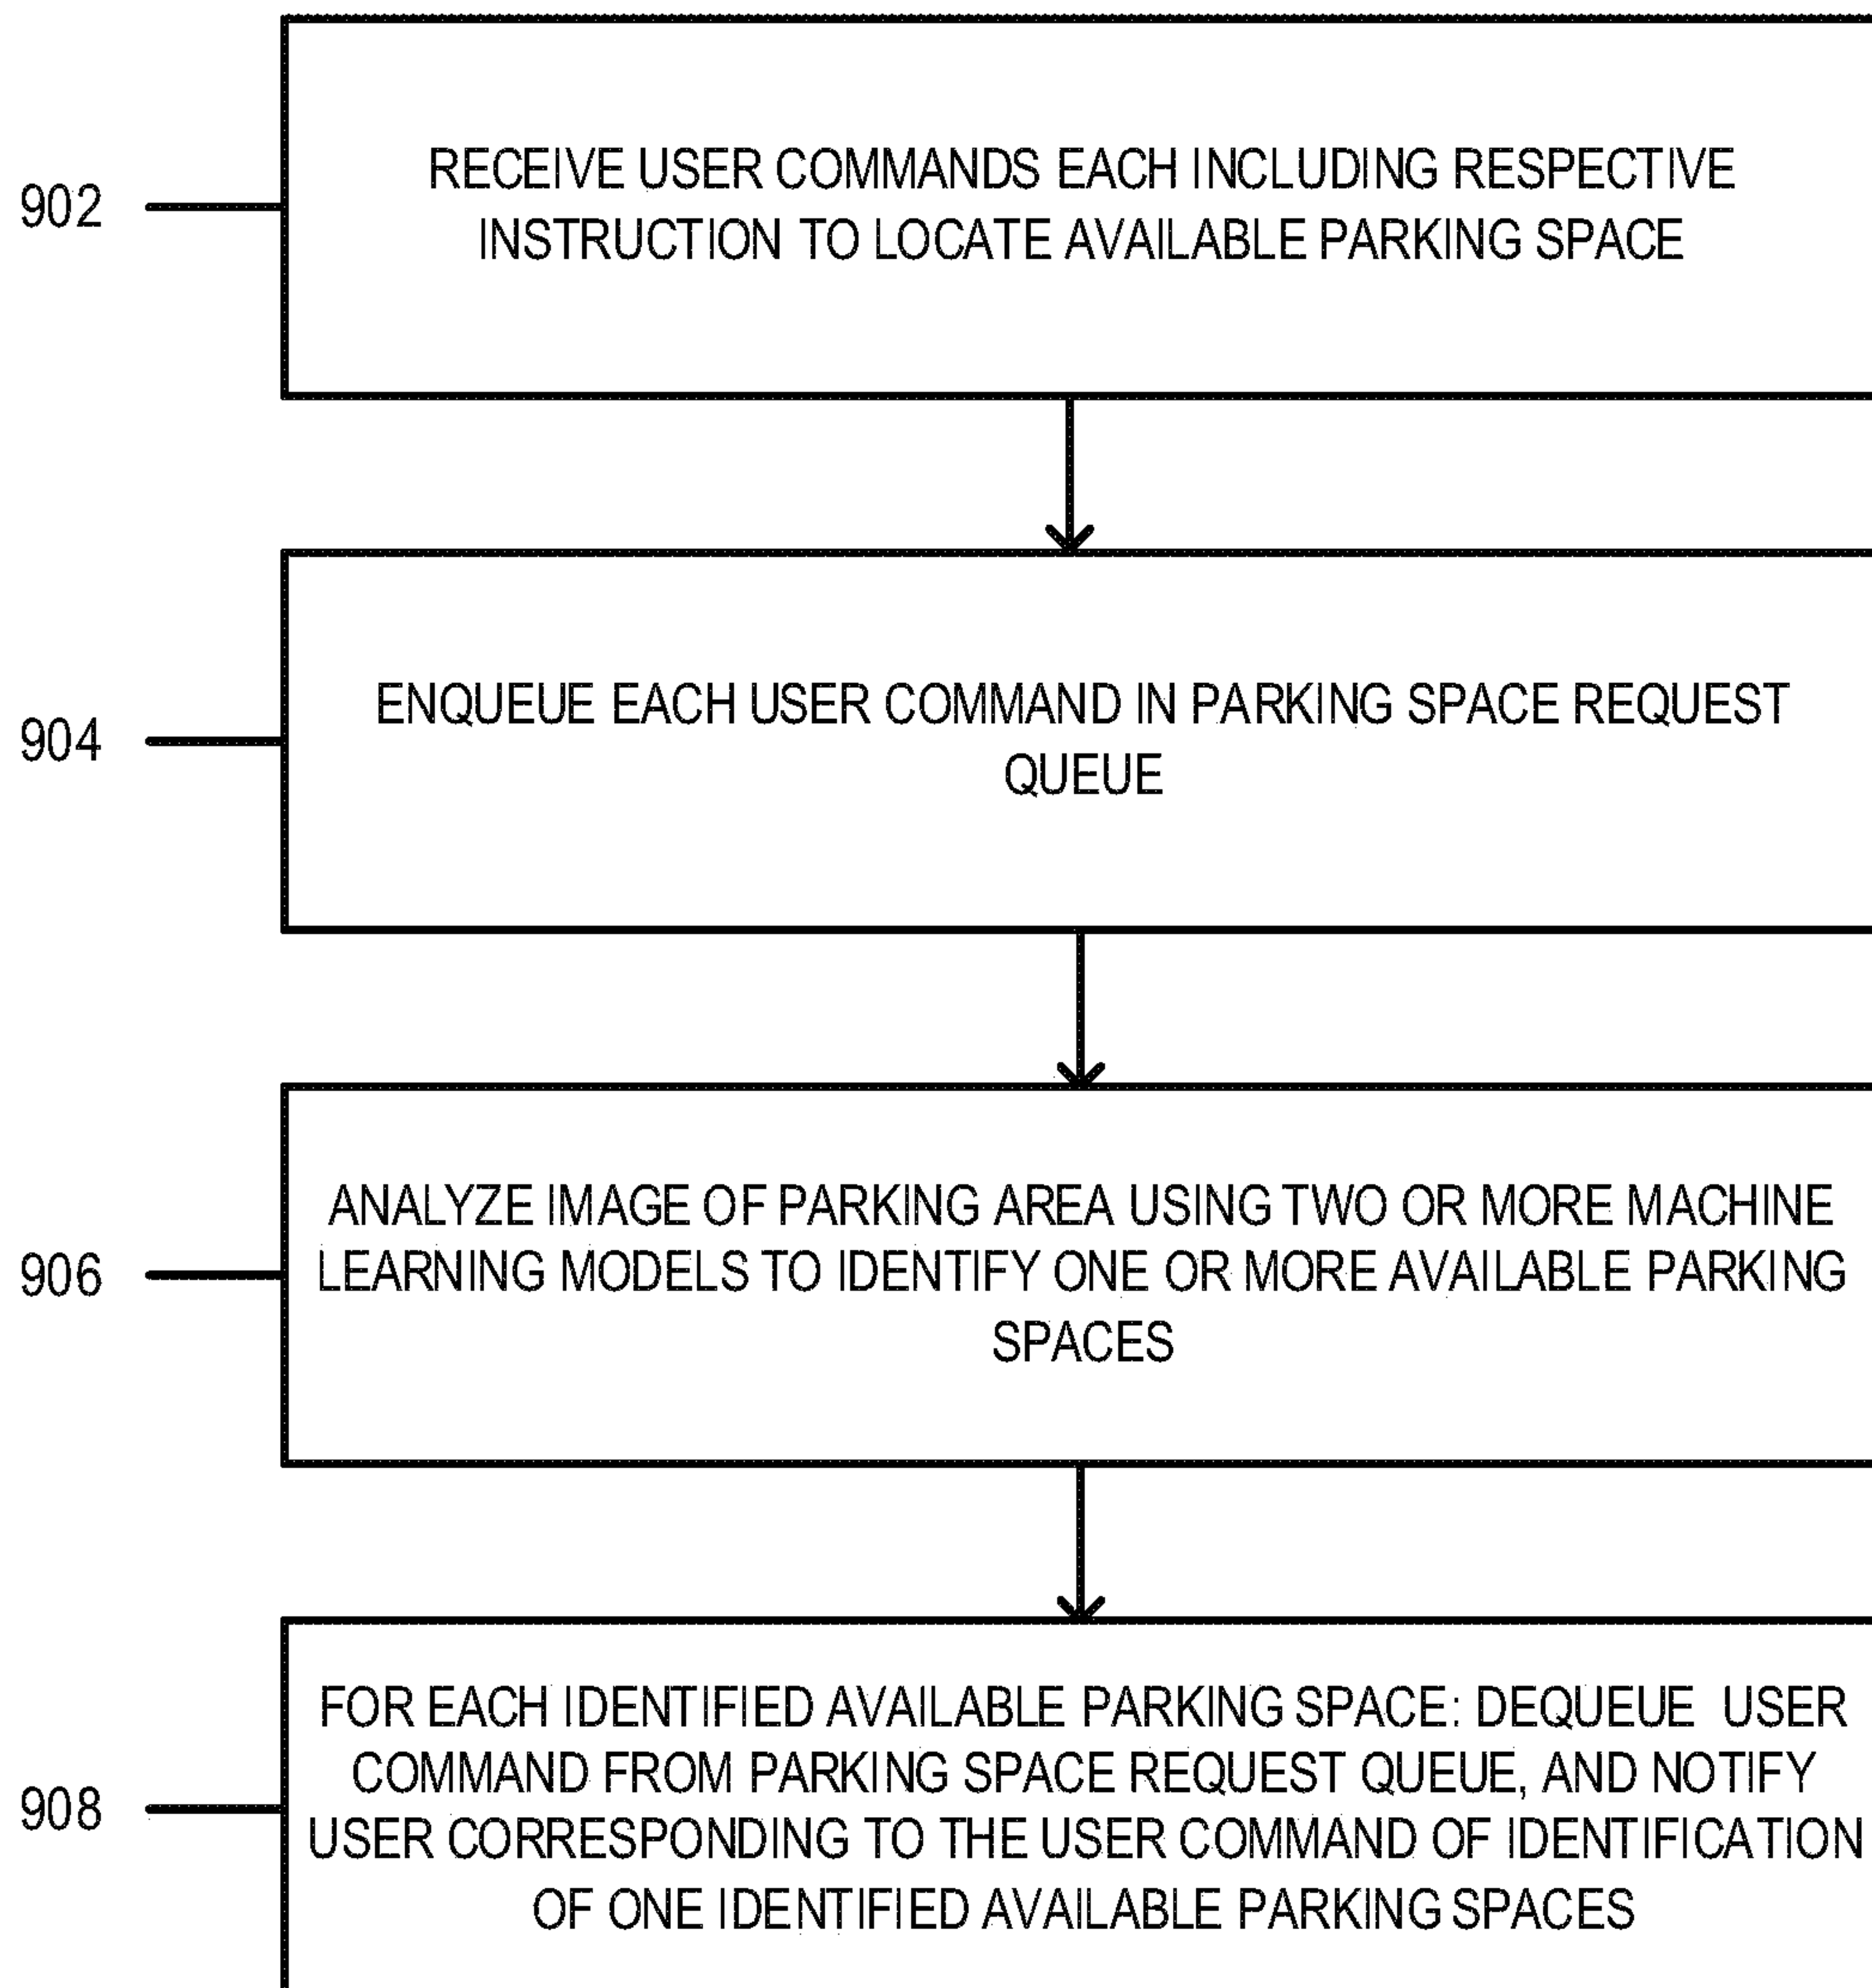 RECEIVE USER COMMANDS EACH INCLUDING RESPECTIVE
902
INSTRUCTION TO LOCATE AVAILABLE PARKING SPACE
ENQUEUE EACH USER COMMAND IN PARKING SPACE REQUEST
904
QUEUE
ANALYZE IMAGE OF PARKING AREA USING TWO OR MORE MACHINE
906
LEARNING MODELS TO IDENTIFY ONE OR MORE AVAILABLE PARKING
SPACES
FOR EACH IDENTIFIED AVAILABLE PARKING SPACE: DEQUEUE USER
COMMAND FROM PARKING SPACE REQUEST QUEUE, AND NOTIFY
908
USER CORRESPONDING TO THE USER COMMAND OF IDENTIFICATION
OF ONE IDENTIFIED AVAILABLE PARKING SPACES